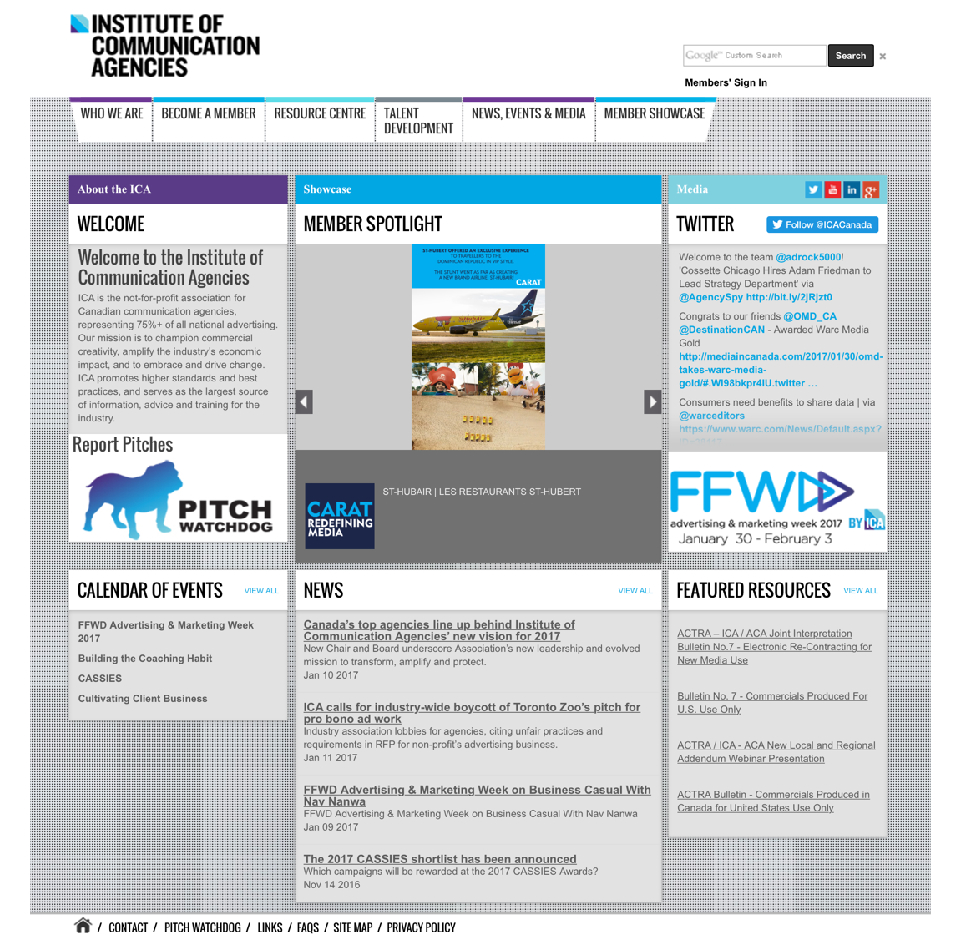 INSTITUTE OF
COMMUNICATION
AGENCIES
Google™ Custom Search
Search
×
Members' Sign In
WHO WE ARE
BECOME A MEMBER
RESOURCE CENTRE
TALENT
DEVELOPMENT
NEWS, EVENTS & MEDIA
MEMBER SHOWCASE
About the ICA
WELCOME
Welcome to the Institute of
Communication Agencies
ICA is the not-for-profit association for
Canadian communication agencies,
representing 75%+ of all national advertising.
Our mission is to champion commercial
creativity, amplify the industry's economic
impact, and to embrace and drive change.
ICA promotes higher standards and best
practices, and serves as the largest source
of information, advice and training for the
industry.
Report Pitches
PITCH
WATCHDOG
Showcase
MEMBER SPOTLIGHT
ST-HUBERT OFFERED AN EXCLUSIVE EXPERIENCE
TO TRAVELLERS TO THE
DOMINICAN REPUBLIC, IN VIP STYLE
THE STUNT WENT AS FAR AS CREATING
A NEW BRAND AIRLINE: ST-HUBAIR
CARAT
CARAT
REDEFINING
MEDIA
ST-HUBAIR | LES RESTAURANTS ST-HUBERT
Media
TWITTER
Follow @ICACanada
Welcome to the team @adrock5000!
'Cossette Chicago Hires Adam Friedman to
Lead Strategy Department' via
@AgencySpy http://bit.ly/2jRjzt0
Congrats to our friends @OMD_CA
@DestinationCAN - Awarded Warc Media
Gold
http://mediaincanada.com/2017/01/30/omd-
takes-warc-media-
gold/#.WI98bkpr4IU.twitter …
Consumers need benefits to share data | via
@warceditors
https://www.warc.com/News/Default.aspx?
FFWD
advertising & marketing week 2017 BY ICA
January 30 - February 3
CALENDAR OF EVENTS
VIEW ALL
FFWD Advertising & Marketing Week
2017
Building the Coaching Habit
CASSIES
Cultivating Client Business
NEWS
VIEW ALL
Canada's top agencies line up behind Institute of
Communication Agencies' new vision for 2017
New Chair and Board underscore Association's new leadership and evolved
mission to transform, amplify and protect.
Jan 10 2017
ICA calls for industry-wide boycott of Toronto Zoo's pitch for
pro bono ad work
Industry association lobbies for agencies, citing unfair practices and
requirements in RFP for non-profit's advertising business.
Jan 11 2017
FFWD Advertising & Marketing Week on Business Casual With
Nav Nanwa
FFWD Advertising & Marketing Week on Business Casual With Nav Nanwa
Jan 09 2017
The 2017 CASSIES shortlist has been announced
Which campaigns will be rewarded at the 2017 CASSIES Awards?
Nov 14 2016
FEATURED RESOURCES
VIEW ALL
ACTRA – ICA / ACA Joint Interpretation
Bulletin No.7 - Electronic Re-Contracting for
New Media Use
Bulletin No. 7 - Commercials Produced For
U.S. Use Only
ACTRA / ICA - ACA New Local and Regional
Addendum Webinar Presentation
ACTRA Bulletin - Commercials Produced in
Canada for United States Use Only
/ CONTACT / PITCH WATCHDOG / LINKS / FAQS / SITE MAP / PRIVACY POLICY